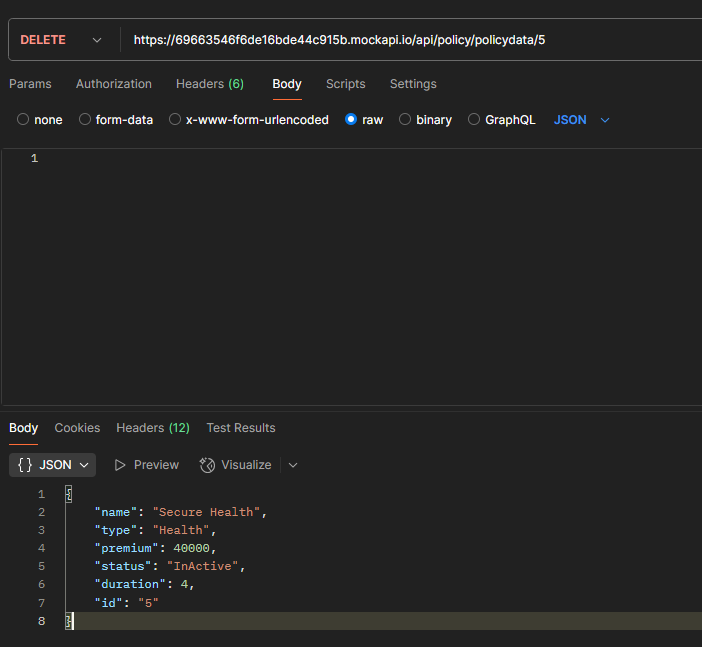 DELETE https://69663546f6de16bde44c915b.mockapi.io/api/policy/policydata/5
Params Authorization Headers (6) Body Scripts Settings
none form-data x-www-form-urlencoded raw binary GraphQL JSON
1
Body Cookies Headers (12) Test Results
{} JSON Preview Visualize
1 {
2 "name": "Secure Health",
3 "type": "Health",
4 "premium": 40000,
5 "status": "InActive",
6 "duration": 4,
7 "id": "5"
8 }